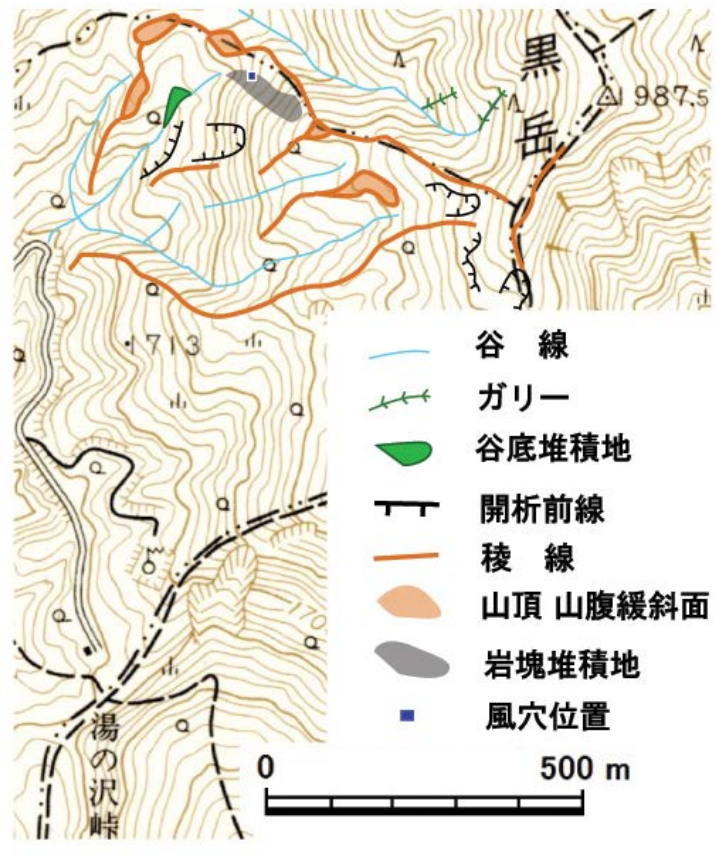 黒岳
1987.5
1713
谷 線
ガリー
谷底堆積地
開析前線
稜 線
山頂 山腹緩斜面
岩塊堆積地
風穴位置
0 500 m
湯の沢峠